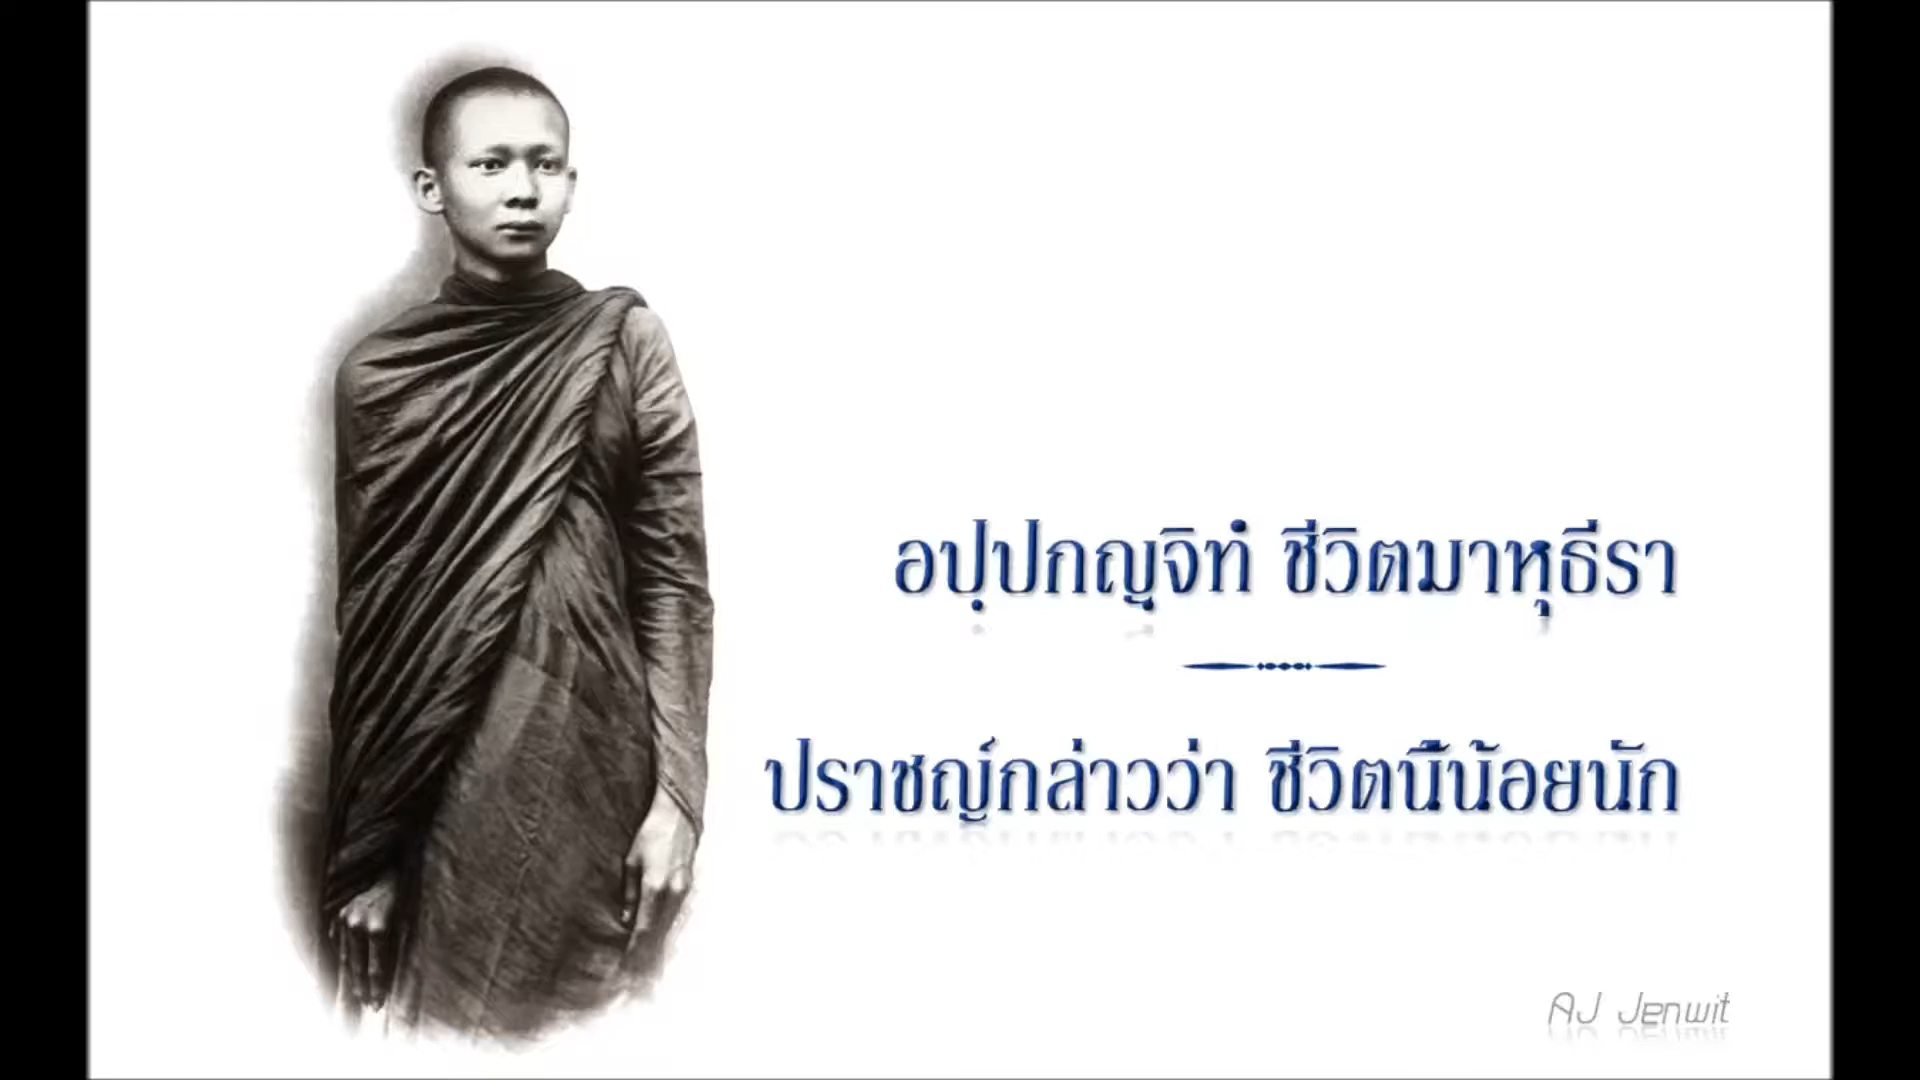 อปฺปกญฺจิทํ ชีวิตมาหุธีรา
ปราชญ์กล่าวว่า ชีวิตนี้น้อยนัก
AJ Jenwit